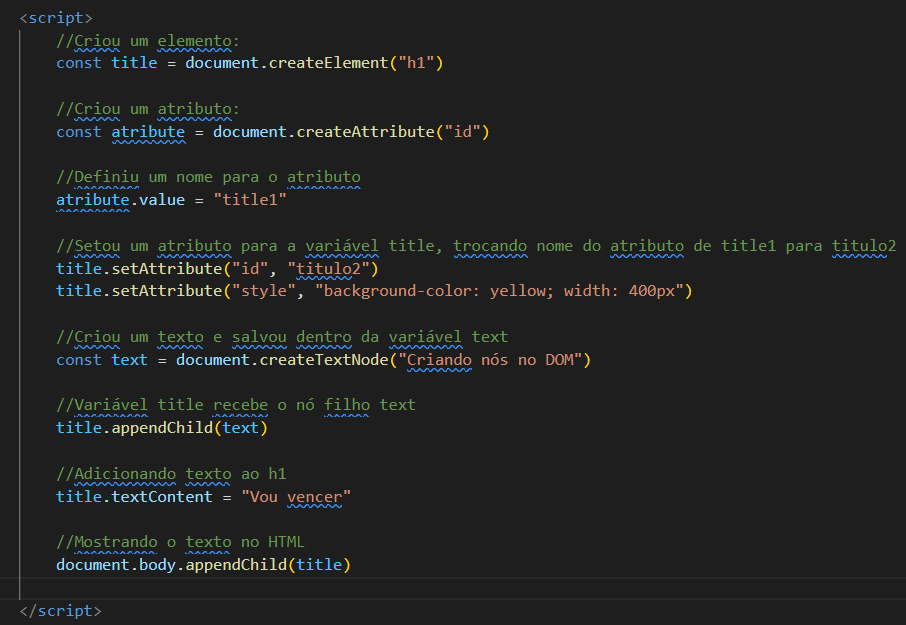 <script>
//Criou um elemento:
const title = document.createElement("h1")
//Criou um atributo:
const atribute = document.createAttribute("id")
//Definiu um nome para o atributo
atribute.value = "title1"
//Setou um atributo para a variável title, trocando nome do atributo de title1 para titulo2
title.setAttribute("id", "titulo2")
title.setAttribute("style", "background-color: yellow; width: 400px")
//Criou um texto e salvou dentro da variável text
const text = document.createTextNode("Criando nós no DOM")
//Variável title recebe o nó filho text
title.appendChild(text)
//Adicionando texto ao h1
title.textContent = "Vou vencer"
//Mostrando o texto no HTML
document.body.appendChild(title)
</script>